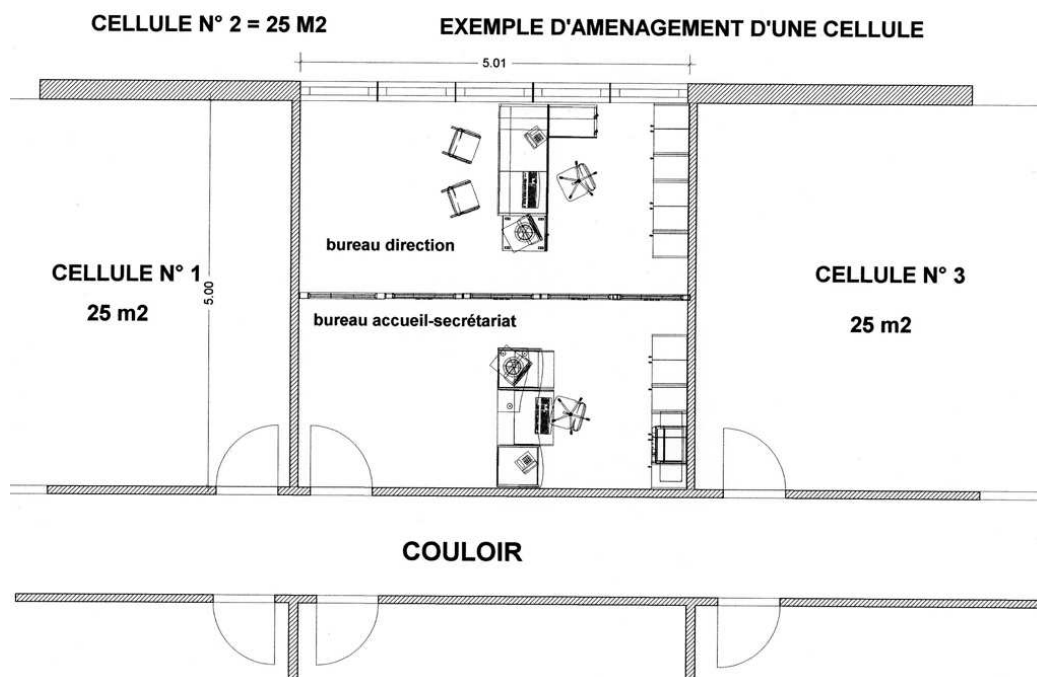 CELLULE N° 2 = 25 M2
EXEMPLE D'AMENAGEMENT D'UNE CELLULE
5.01
bureau direction
CELLULE N° 1
25 m2
5.00
CELLULE N° 3
25 m2
bureau accueil-secrétariat
COULOIR